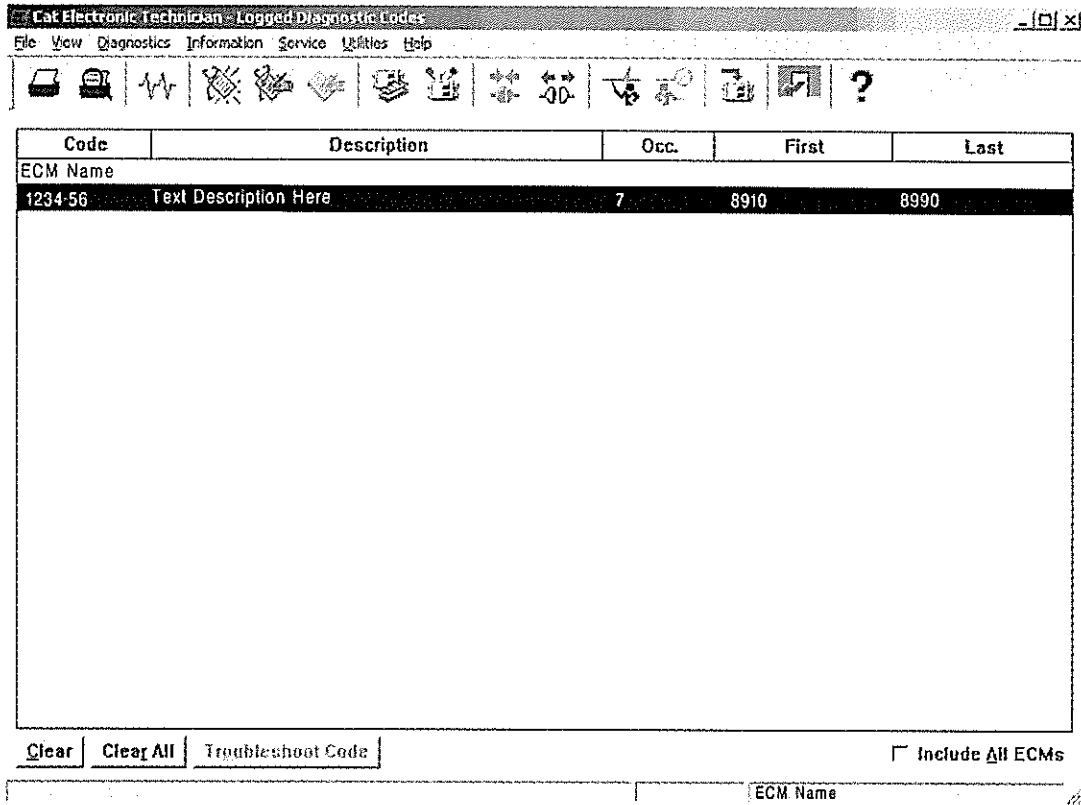 Cat Electronic Technician - Logged Diagnostic Codes
File View Diagnostics Information Service Utilities Help
?
Code Description Occ. First Last
ECM Name
1234-56 Text Description Here 7 8910 8990
Clear Clear All Troubleshoot Code Include All ECMs
ECM Name